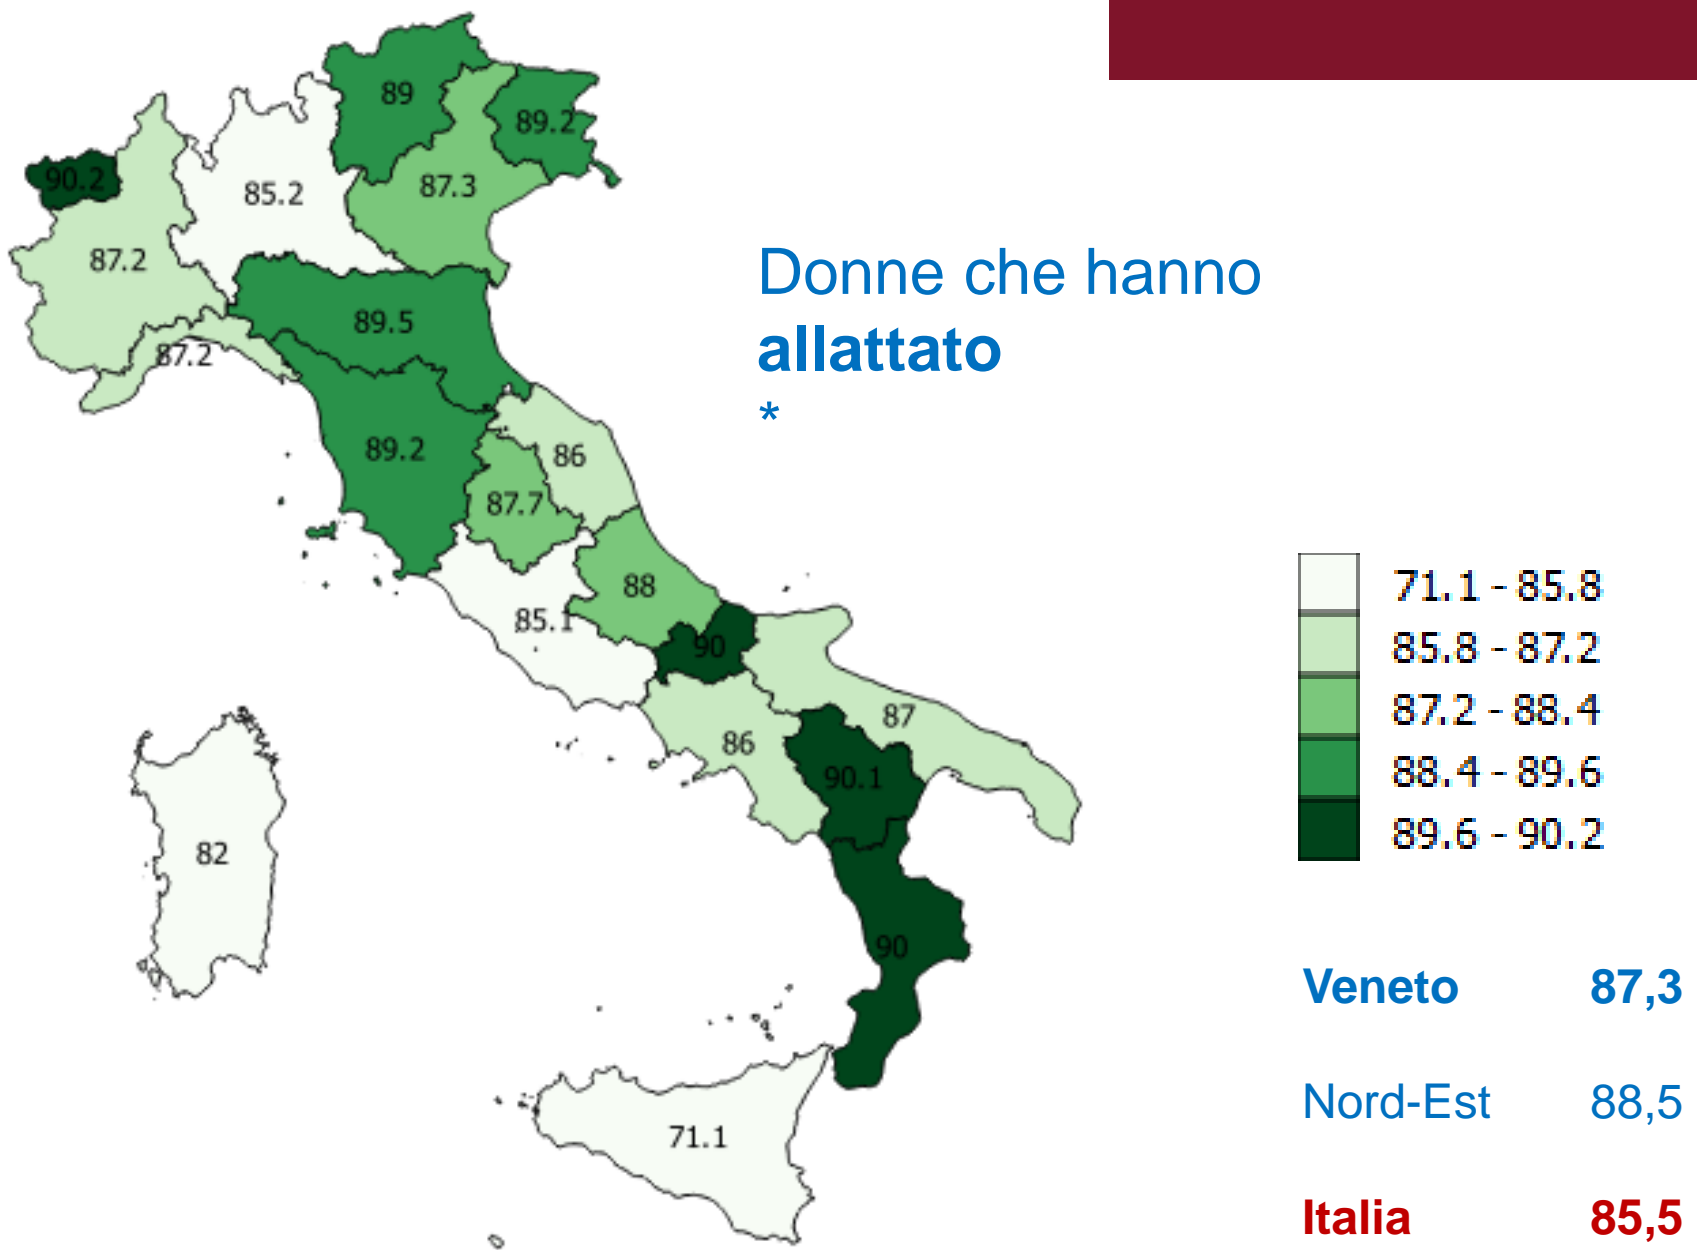 89
89.2
90.2
85.2
87.3
87.2
89.5
87.2
Donne che hanno
allattato
*
89.2
86
87.7
88
85.1
90
87
86
90.1
82
90
71.1
71.1 - 85.8
85.8 - 87.2
87.2 - 88.4
88.4 - 89.6
89.6 - 90.2
Veneto 87,3
Nord-Est 88,5
Italia 85,5